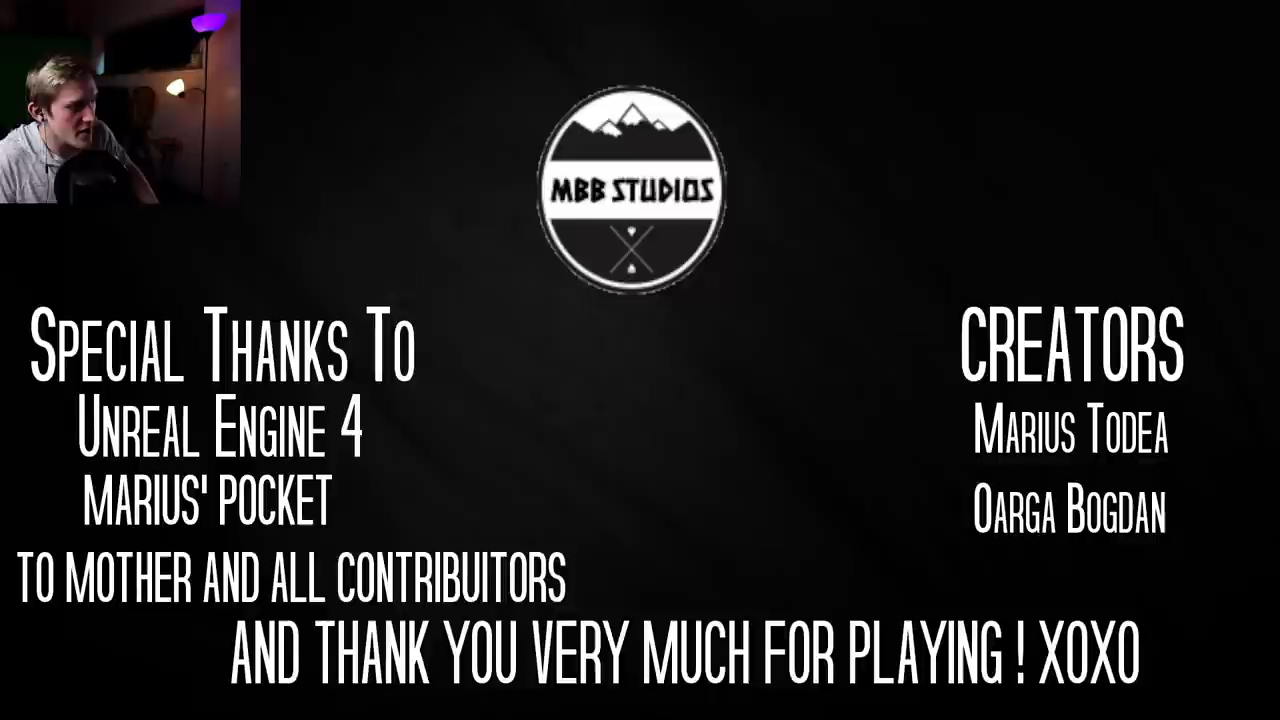 MBB STUDIOS
SPECIAL THANKS TO
UNREAL ENGINE 4
MARIUS' POCKET
TO MOTHER AND ALL CONTRIBUITORS
CREATORS
MARIUS TODEA
OARGA BOGDAN
AND THANK YOU VERY MUCH FOR PLAYING ! XOXO